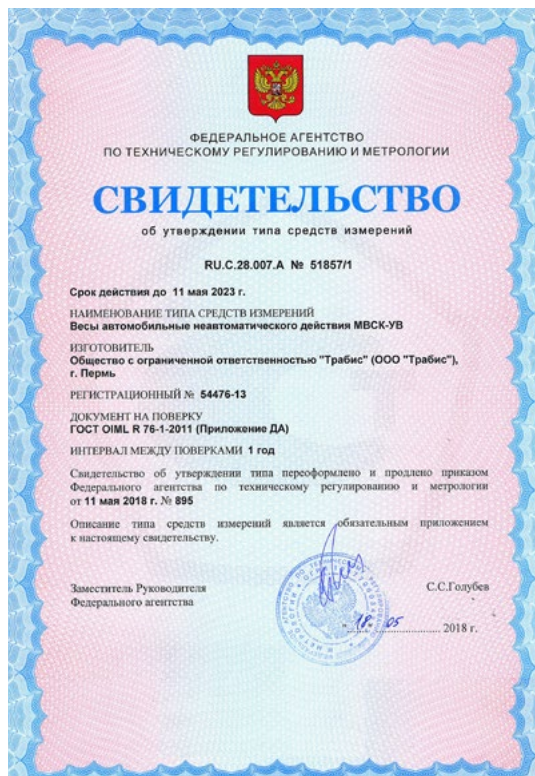 ФЕДЕРАЛЬНОЕ АГЕНТСТВО
ПО ТЕХНИЧЕСКОМУ РЕГУЛИРОВАНИЮ И МЕТРОЛОГИИ
СВИДЕТЕЛЬСТВО
об утверждении типа средств измерений
RU.C.28.007.A № 51857/1
Срок действия до 11 мая 2023 г.
НАИМЕНОВАНИЕ ТИПА СРЕДСТВ ИЗМЕРЕНИЙ
Весы автомобильные неавтоматического действия МВСК-УВ
ИЗГОТОВИТЕЛЬ
Общество с ограниченной ответственностью "Трабис" (ООО "Трабис"),
г. Пермь
РЕГИСТРАЦИОННЫЙ № 54476-13
ДОКУМЕНТ НА ПОВЕРКУ
ГОСТ OIML R 76-1-2011 (Приложение ДА)
ИНТЕРВАЛ МЕЖДУ ПОВЕРКАМИ 1 год
Свидетельство об утверждении типа переоформлено и продлено приказом
Федерального агентства по техническому регулированию и метрологии
от 11 мая 2018 г. № 895
Описание типа средств измерений является обязательным приложением
к настоящему свидетельству.
Заместитель Руководителя
Федерального агентства
С.С.Голубев
"18" 05 2018 г.